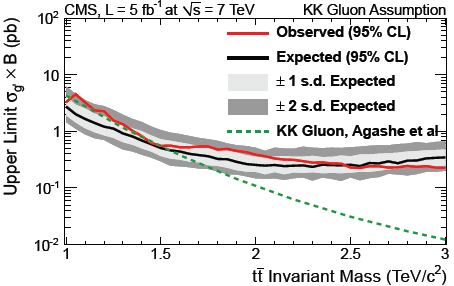 CMS, L = 5 fb⁻¹ at √s = 7 TeV
KK Gluon Assumption
Upper Limit σg × B (pb)
Observed (95% CL)
Expected (95% CL)
± 1 s.d. Expected
± 2 s.d. Expected
KK Gluon, Agashe et al
10²
10
1
10⁻¹
10⁻²
1 1.5 2 2.5 3
tt̄ Invariant Mass (TeV/c²)